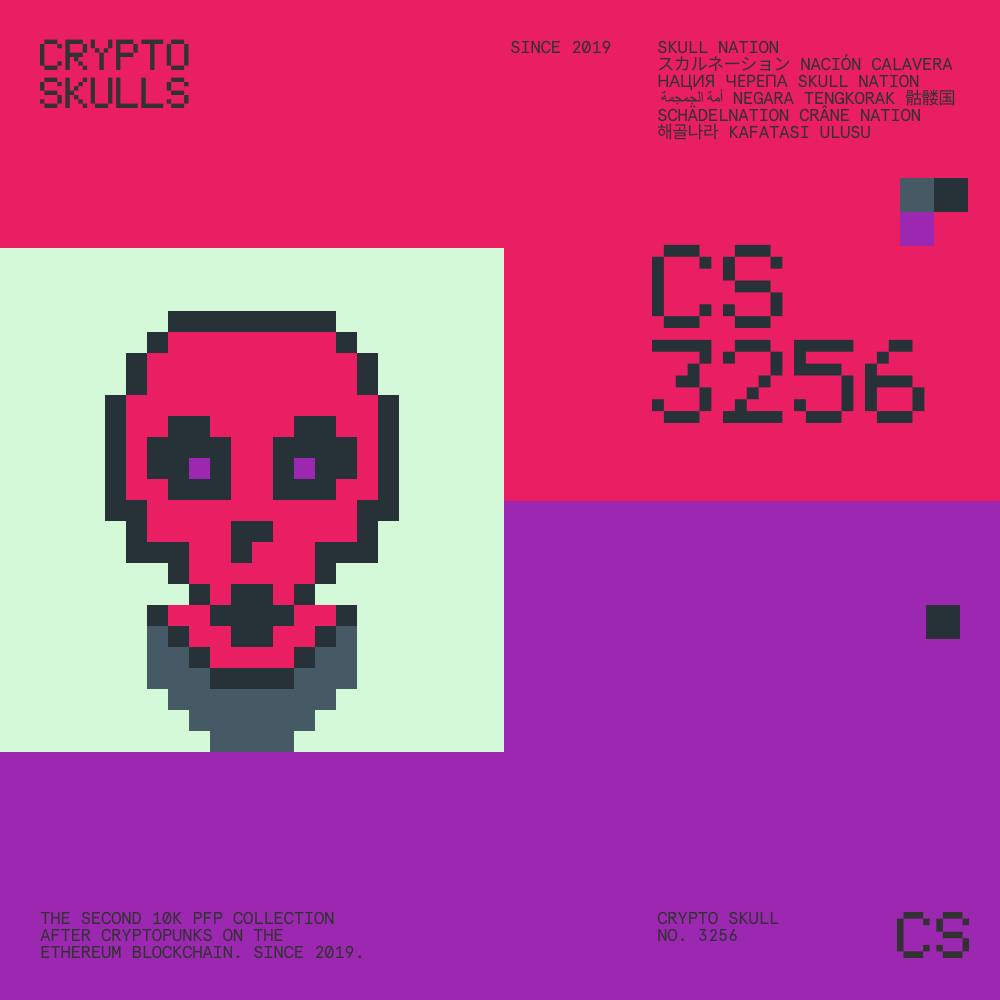 CRYPTO
SKULLS
SINCE 2019
SKULL NATION
スカルネーション NACIÓN CALAVERA
НАЦИЯ ЧЕРЕПА SKULL NATION
أمة الجمجمة NEGARA TENGKORAK 骷髅国
SCHÄDELNATION CRÂNE NATION
해골나라 KAFATASI ULUSU
CS
3256
THE SECOND 10K PFP COLLECTION
AFTER CRYPTOPUNKS ON THE
ETHEREUM BLOCKCHAIN. SINCE 2019.
CRYPTO SKULL
NO. 3256
CS